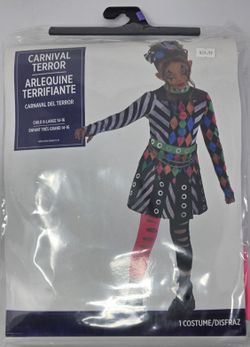 CARNIVAL
TERROR
ARLEQUINE
TERRIFIANTE
CARNAVAL DEL TERROR
CHILD X-LARGE 14-16
ENFANT TRÈS GRAND 14-16
1 COSTUME/DISFRAZ